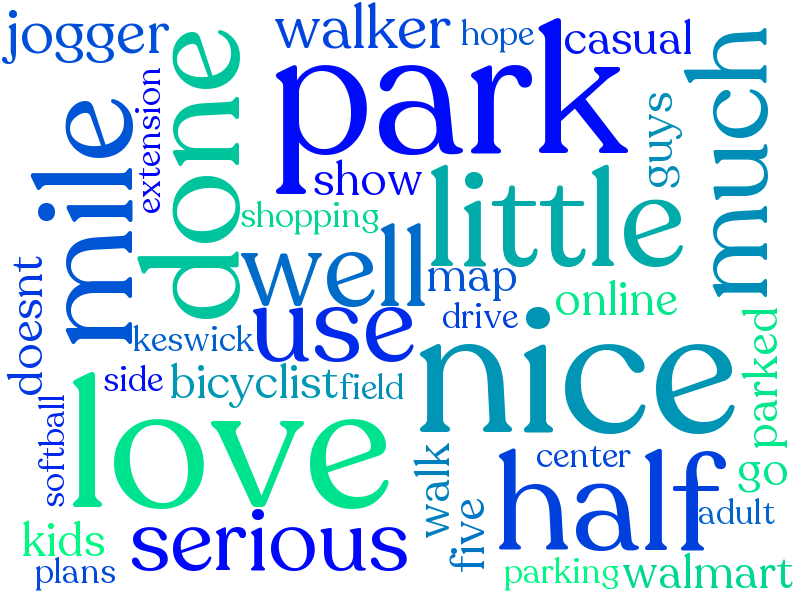 jogger
walker
hope
casual
park
done
mile
extension
much
guys
show
little
shopping
well
map
online
doesnt
keswick
use
drive
nice
side
bicyclist
field
parked
love
softball
walk
center
half
go
adult
five
serious
kids
plans
parking
walmart